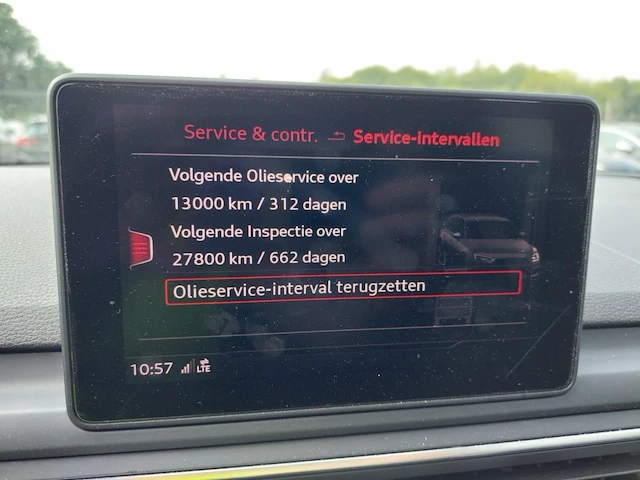 Service & contr. Service-intervallen
Volgende Olieservice over
13000 km / 312 dagen
Volgende Inspectie over
27800 km / 662 dagen
Olieservice-interval terugzetten
10:57 LTE